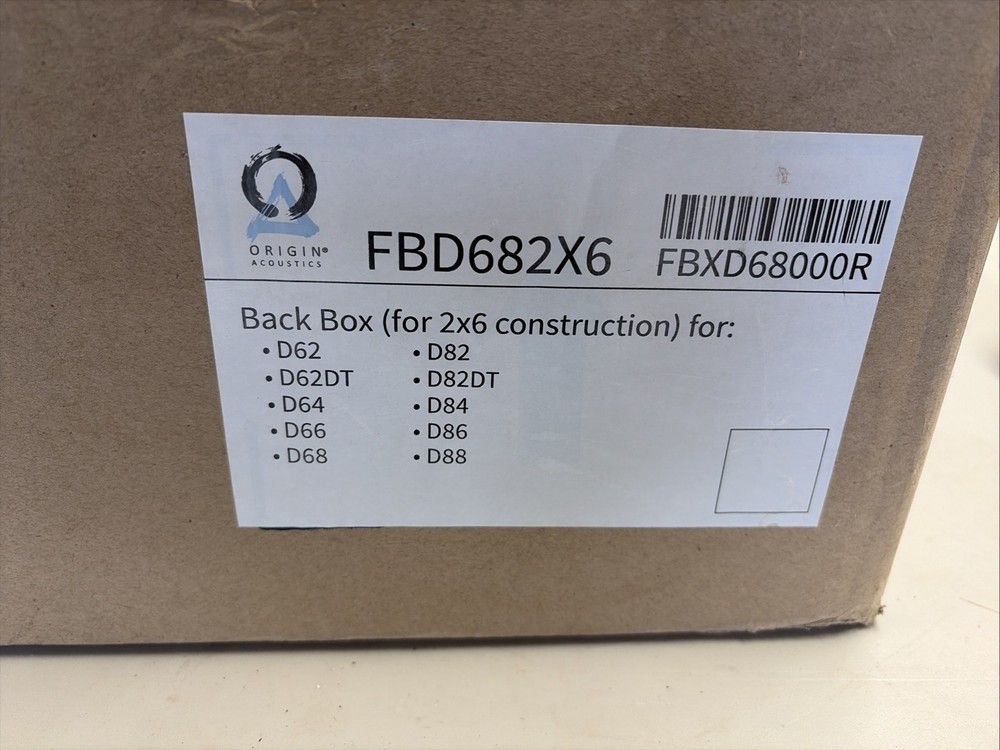 ORIGIN®
ACOUSTICS
FBD682X6
FBXD68000R
Back Box (for 2x6 construction) for:
• D62
• D62DT
• D64
• D66
• D68
• D82
• D82DT
• D84
• D86
• D88